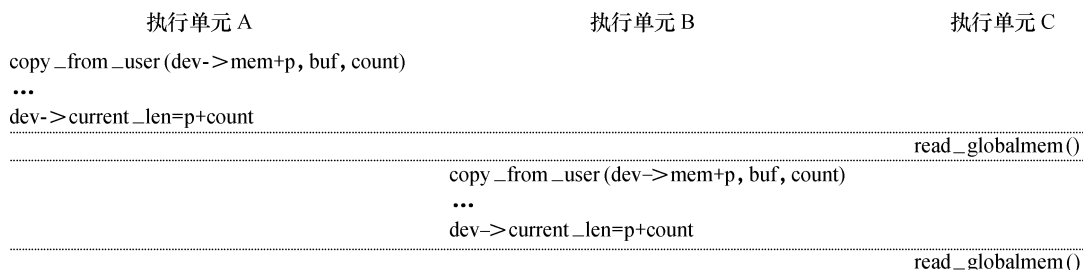 执行单元 A 执行单元 B 执行单元 C
copy_from_user(dev->mem+p, buf, count)
…
dev->current_len=p+count
read_globalmem()
copy_from_user(dev–>mem+p, buf, count)
…
dev–>current_len=p+count
read_globalmem()